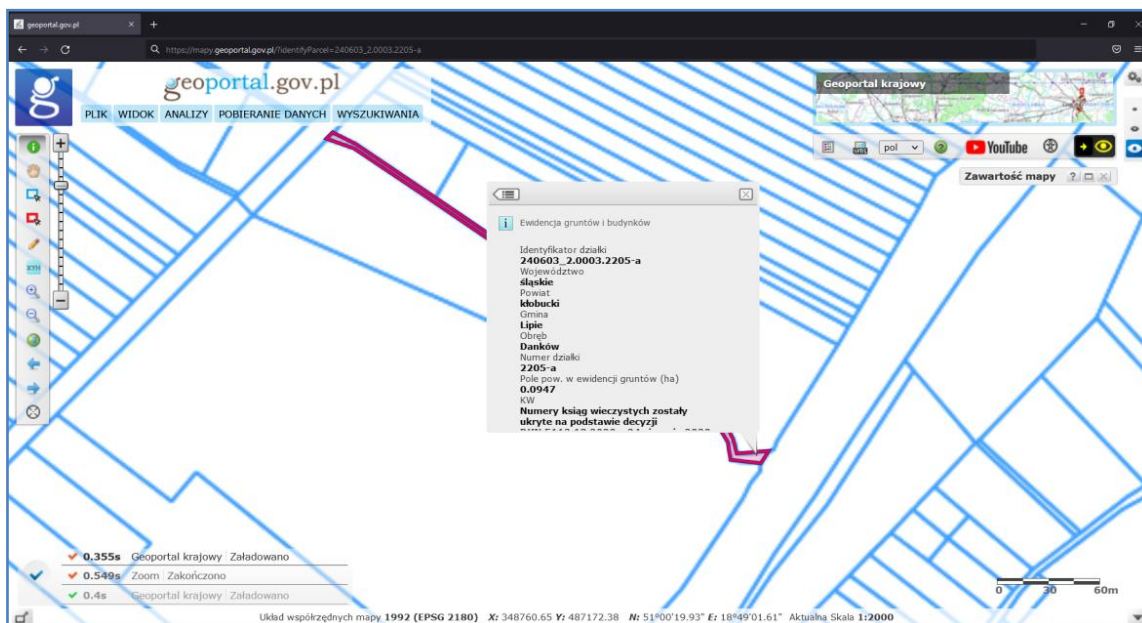 geoportal.gov.pl
https://mapy.geoportal.gov.pl/?identifyParcel=240603_2.0003.2205-a
geoportal.gov.pl
PLIK WIDOK ANALIZY POBIERANIE DANYCH WYSZUKIWANIA
Geoportal krajowy
pol YouTube
Zawartość mapy ?
XYH
Ewidencja gruntów i budynków
Identyfikator działki
240603_2.0003.2205-a
Województwo
śląskie
Powiat
kłobucki
Gmina
Lipie
Obręb
Danków
Numer działki
2205-a
Pole pow. w ewidencji gruntów (ha)
0.0947
KW
Numery ksiąg wieczystych zostały
ukryte na podstawie decyzji
0.355s Geoportal krajowy Załadowano
0.549s Zoom Zakończono
0.4s Geoportal krajowy Załadowano
0 30 60m
Układ współrzędnych mapy 1992 (EPSG 2180) X: 348760.65 Y: 487172.38 N: 51°00'19.93" E: 18°49'01.61" Aktualna Skala 1:2000